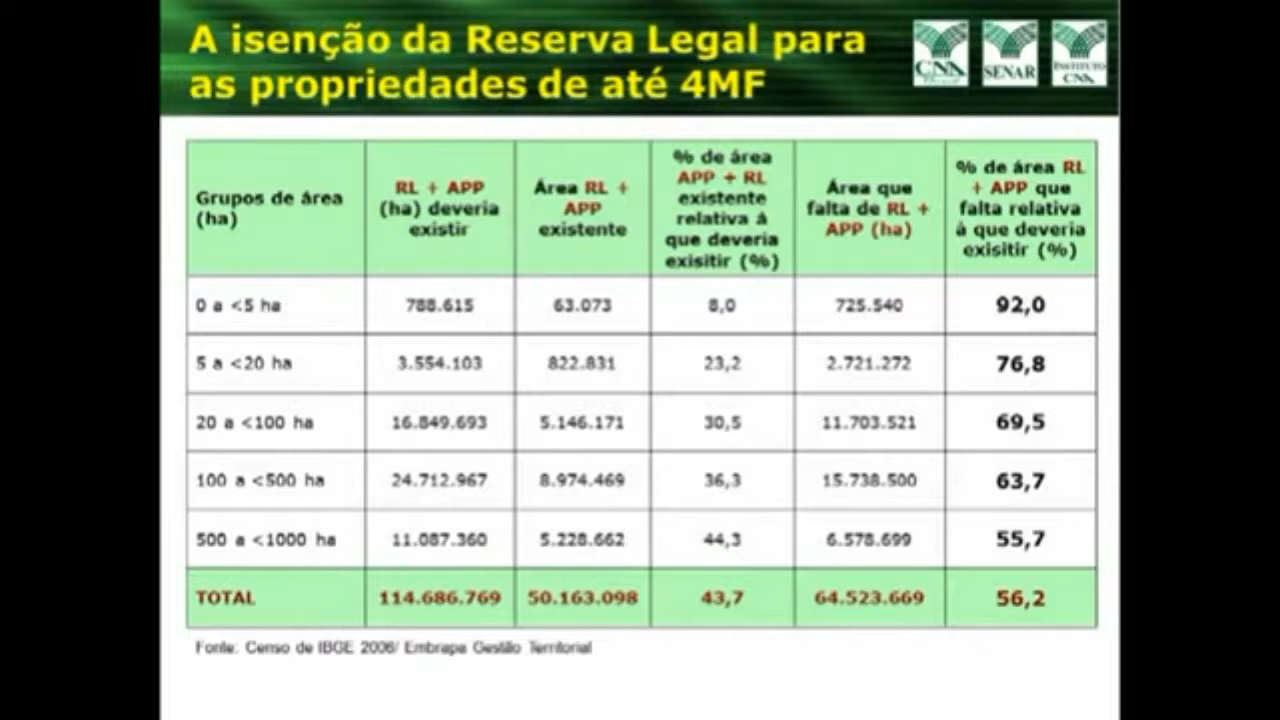 A isenção da Reserva Legal para
as propriedades de até 4MF
CNA
SENAR
INSTITUTO
CNA
Grupos de área
(ha)
RL + APP
(ha) deveria
existir
Área RL +
APP
existente
% de área
APP + RL
existente
relativa á
que deveria
exisitir (%)
Área que
falta de RL +
APP (ha)
% de área RL
+ APP que
falta relativa
à que deveria
exisitir (%)
0 a <5 ha 788.615 63.073 8,0 725.540 92,0
5 a <20 ha 3.554.103 822.831 23,2 2.721.272 76,8
20 a <100 ha 16.849.693 5.146.171 30,5 11.703.521 69,5
100 a <500 ha 24.712.967 8.974.469 36,3 15.738.500 63,7
500 a <1000 ha 11.087.360 5.228.662 44,3 6.578.699 55,7
TOTAL 114.686.769 50.163.098 43,7 64.523.669 56,2
Fonte: Censo de IBGE 2006/ Embrapa Gestão Territorial